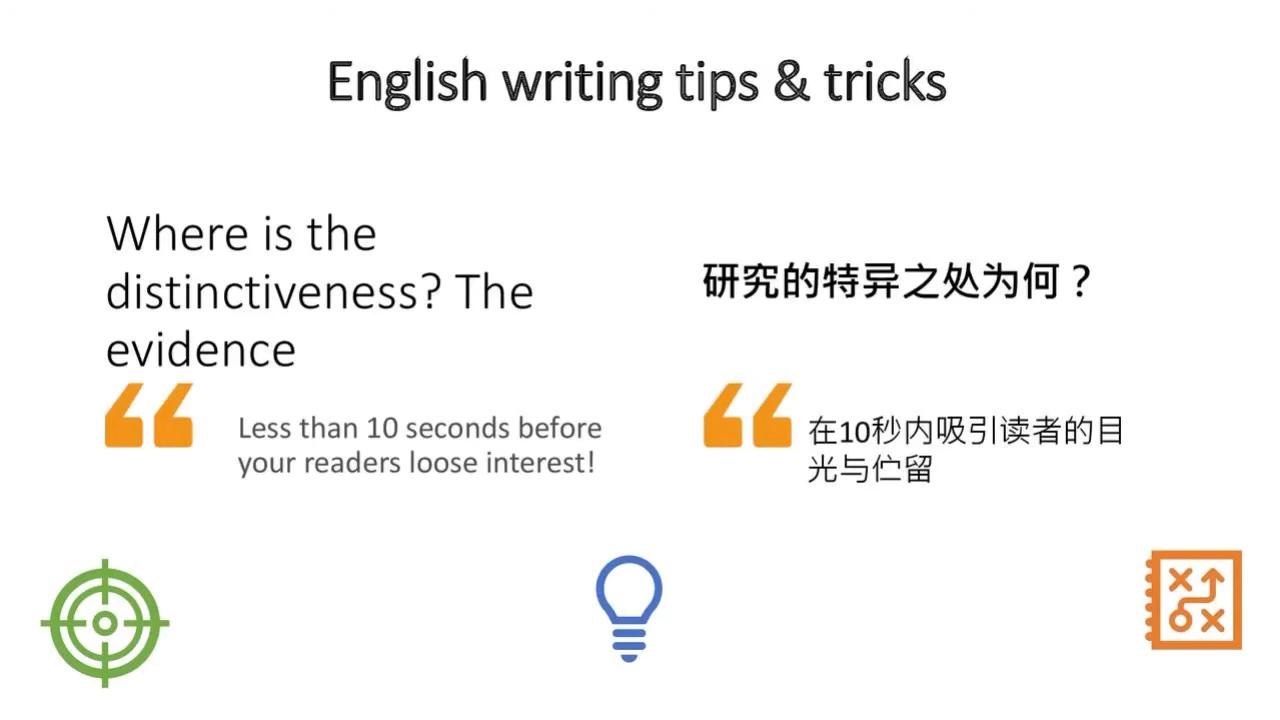 English writing tips & tricks
Where is the
distinctiveness? The
evidence
Less than 10 seconds before
your readers loose interest!
研究的特异之处为何？
在10秒内吸引读者的目
光与伫留